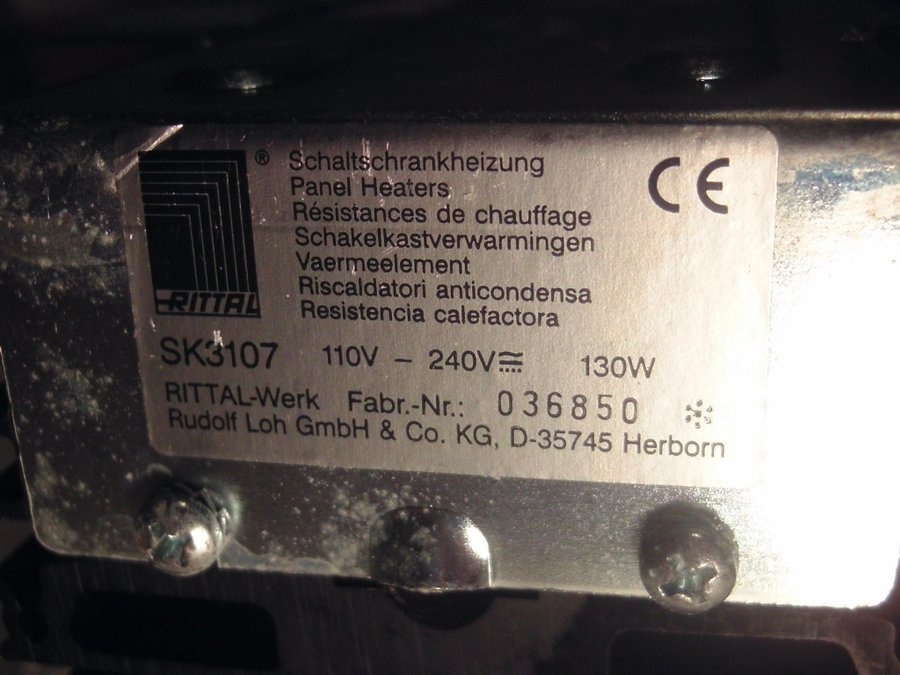 ® Schaltschrankheizung CE
Panel Heaters
Résistances de chauffage
Schakelkastverwarmingen
Vaermeelement
Riscaldatori anticondensa
RITTAL Resistencia calefactora
SK3107 110V – 240V⎓ 130W
RITTAL-Werk Fabr.-Nr.: 036850
Rudolf Loh GmbH & Co. KG, D-35745 Herborn